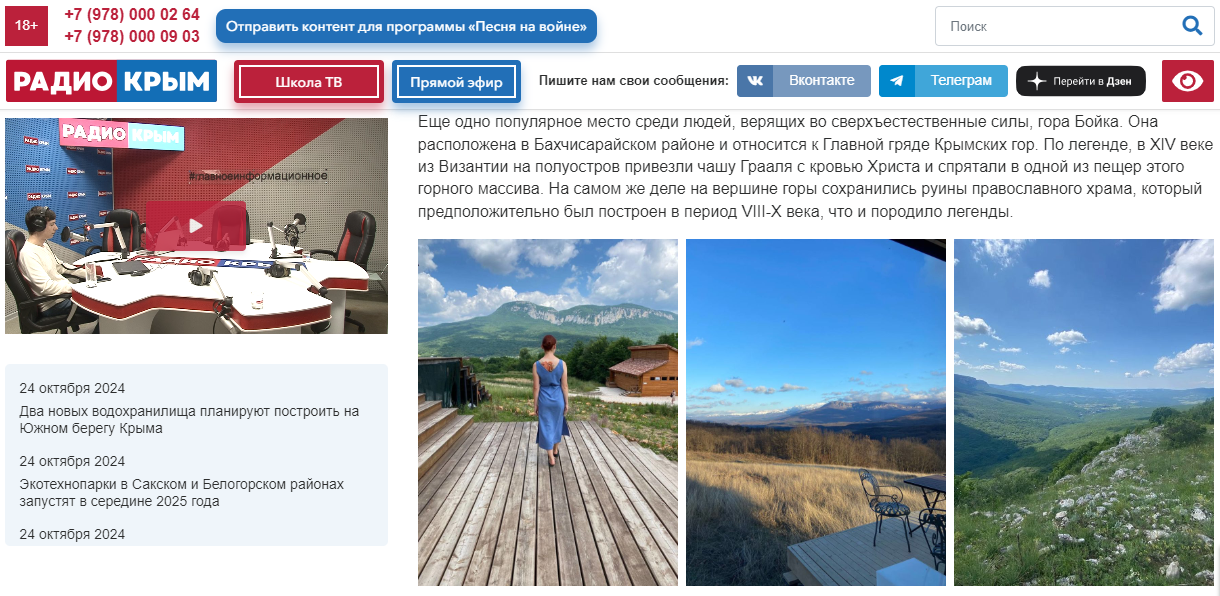 18+
+7 (978) 000 02 64
+7 (978) 000 09 03
Отправить контент для программы «Песня на войне»
Поиск
РАДИО КРЫМ
Школа ТВ
Прямой эфир
Пишите нам свои сообщения:
Вконтакте
Телеграм
Перейти в Дзен
РАДИО КРЫМ
#главноеинформационное
РАДИО КРЫМ
24 октября 2024
Два новых водохранилища планируют построить на
Южном берегу Крыма
24 октября 2024
Экотехнопарки в Сакском и Белогорском районах
запустят в середине 2025 года
24 октября 2024
Еще одно популярное место среди людей, верящих во сверхъестественные силы, гора Бойка. Она
расположена в Бахчисарайском районе и относится к Главной гряде Крымских гор. По легенде, в XIV веке
из Византии на полуостров привезли чашу Грааля с кровью Христа и спрятали в одной из пещер этого
горного массива. На самом же деле на вершине горы сохранились руины православного храма, который
предположительно был построен в период VIII-X века, что и породило легенды.